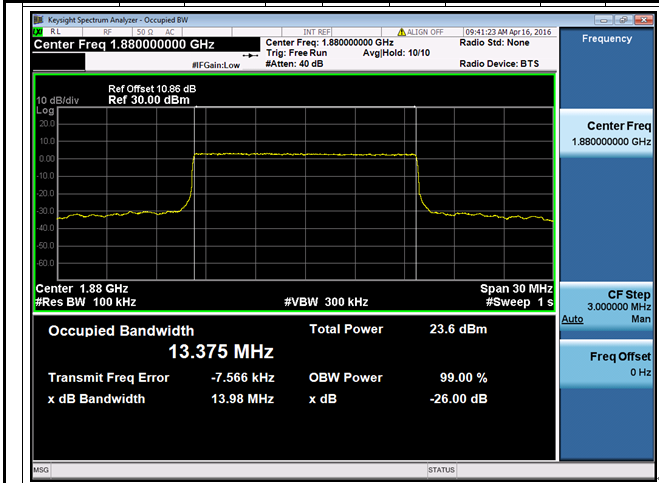 Keysight Spectrum Analyzer - Occupied BW
LXI RL RF 50 Ω AC INT REF ALIGN OFF 09:41:23 AM Apr 16, 2016
Center Freq 1.880000000 GHz Center Freq: 1.880000000 GHz Radio Std: None
Trig: Free Run Avg|Hold: 10/10
#IFGain:Low #Atten: 40 dB Radio Device: BTS
Frequency
Ref Offset 10.86 dB
10 dB/div Ref 30.00 dBm
Log
20.0
10.0
0.00
-10.0
-20.0
-30.0
-40.0
-50.0
-60.0
Center 1.88 GHz Span 30 MHz
#Res BW 100 kHz #VBW 300 kHz #Sweep 1 s
Occupied Bandwidth Total Power 23.6 dBm
13.375 MHz
Transmit Freq Error -7.566 kHz OBW Power 99.00 %
x dB Bandwidth 13.98 MHz x dB -26.00 dB
Center Freq
1.880000000 GHz
CF Step
3.000000 MHz
Auto Man
Freq Offset
0 Hz
MSG STATUS